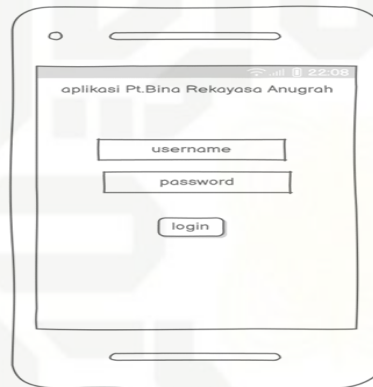 22:08
aplikasi Pt.Bina Rekayasa Anugrah
username
password
login